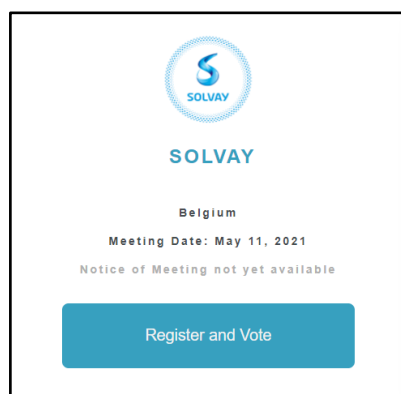 SOLVAY
SOLVAY
Belgium
Meeting Date: May 11, 2021
Notice of Meeting not yet available
Register and Vote